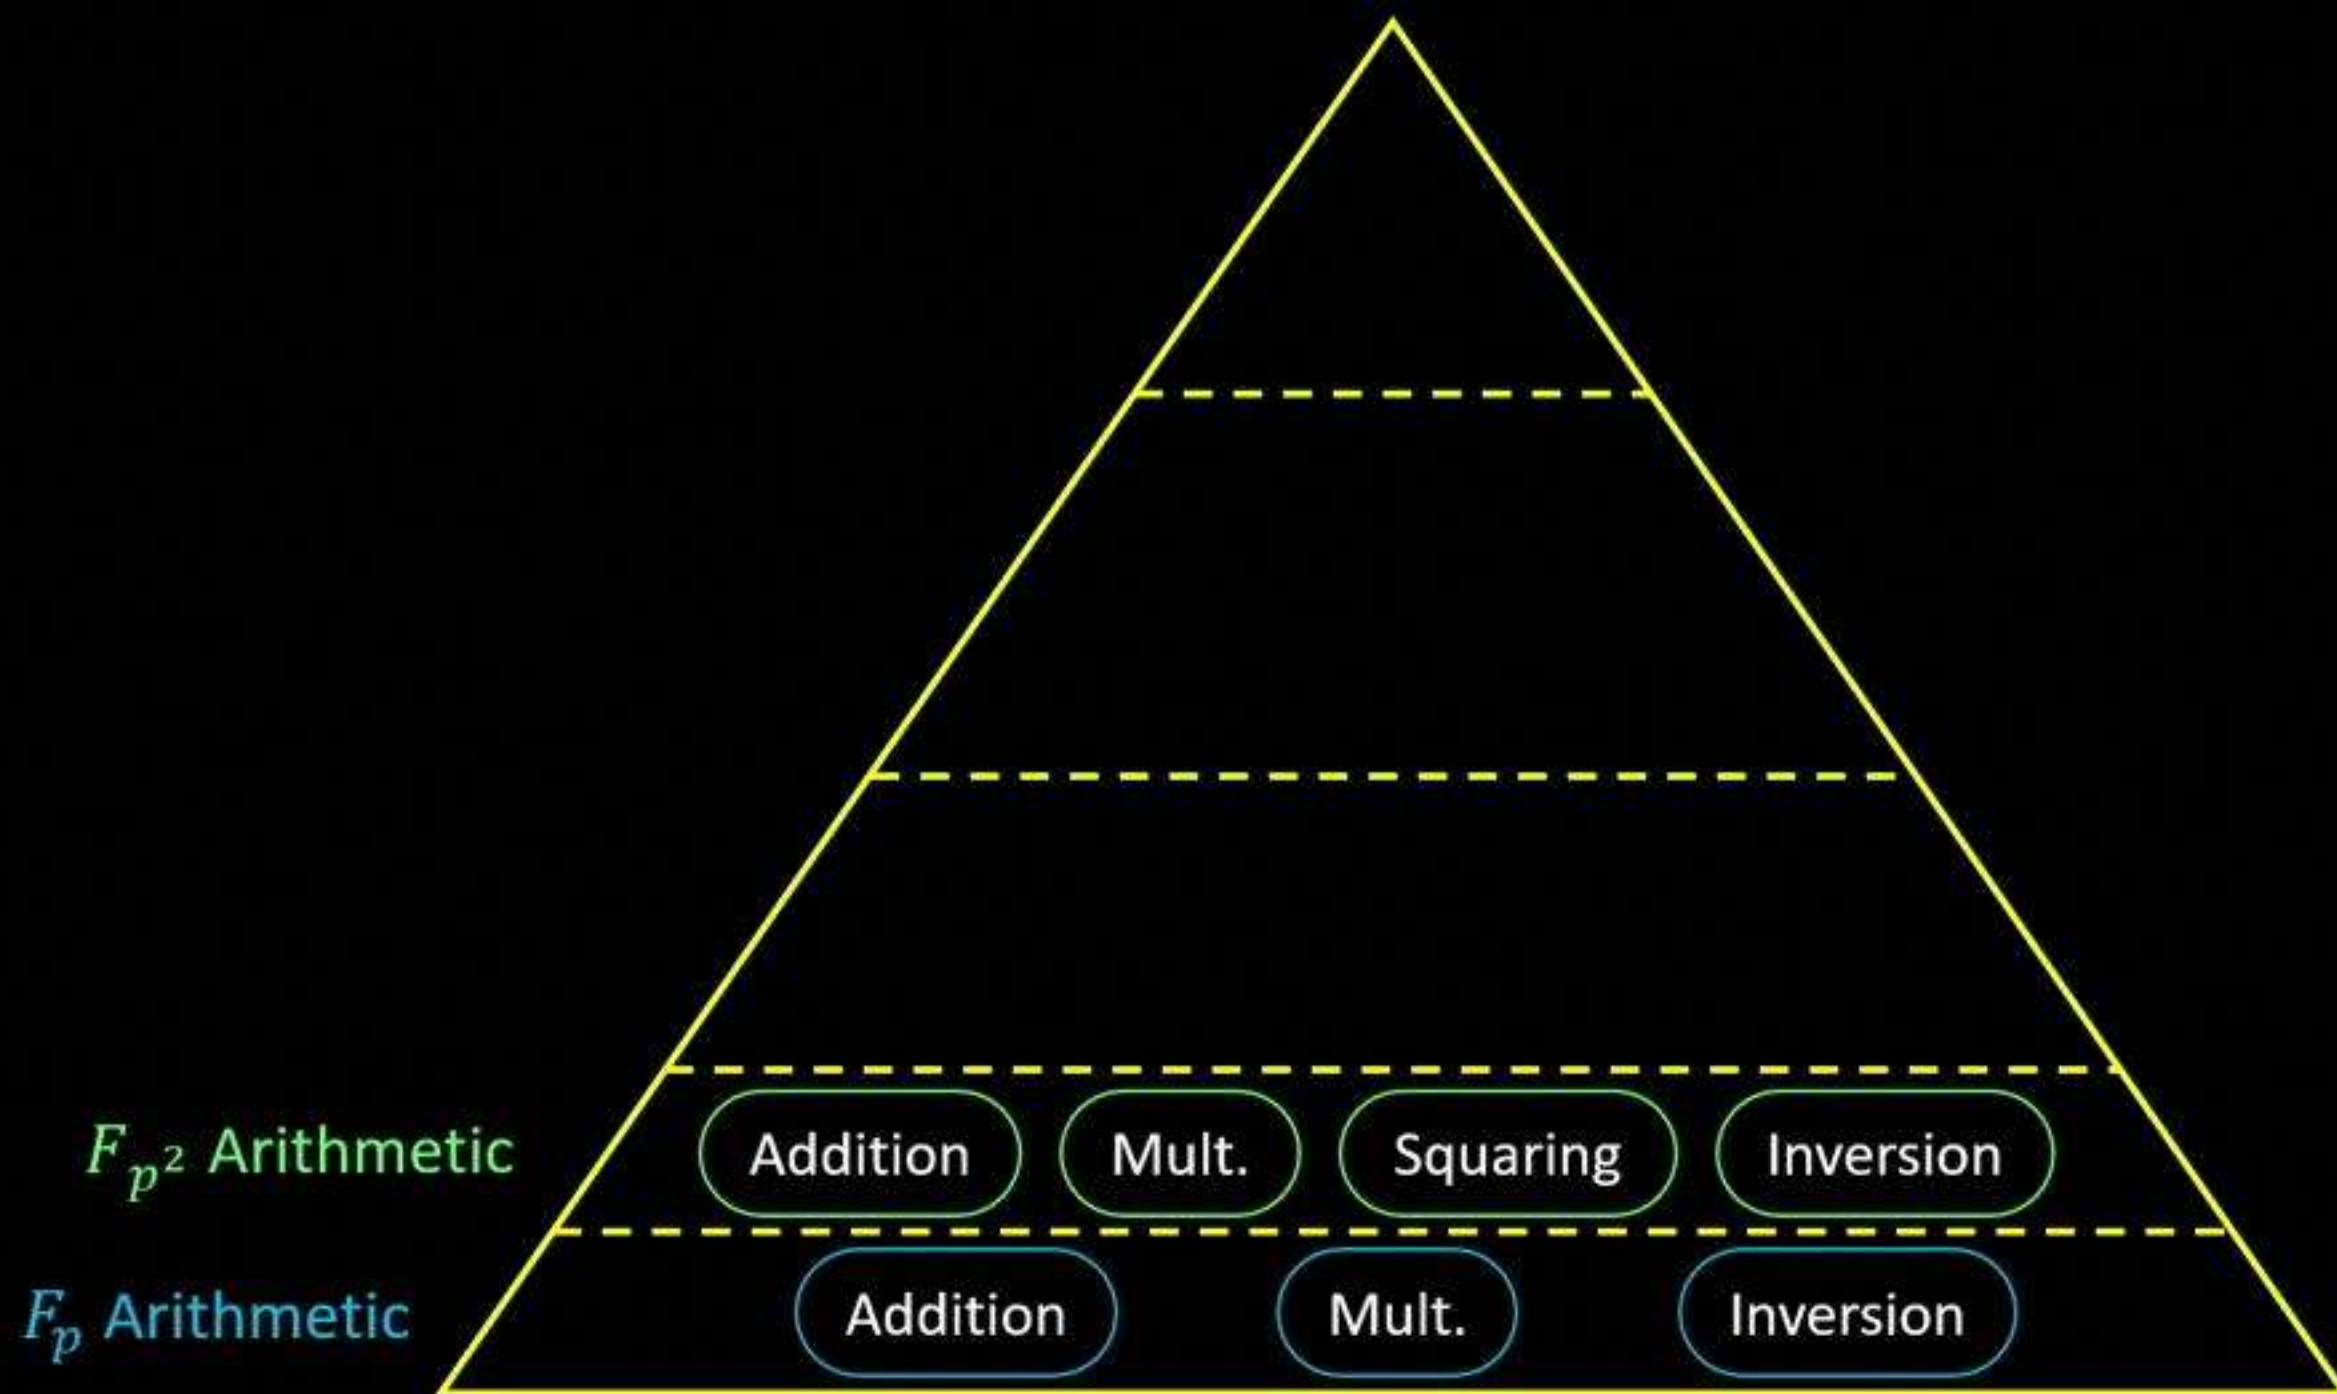 F_{p^2} Arithmetic Addition Mult. Squaring Inversion
F_p Arithmetic Addition Mult. Inversion